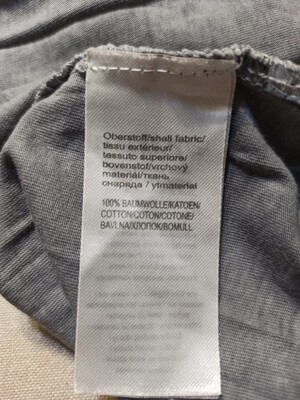 Oberstoff/shell fabric/
tissu extérieur/
tessuto superiore/
bovenstof/vrchový
materiál/ткань
снаряда / ytmaterial
100% BAUMWOLLE/KATOEN/
COTTON/COTON/COTONE/
BAVLNA/ХЛОПОК/BOMULL